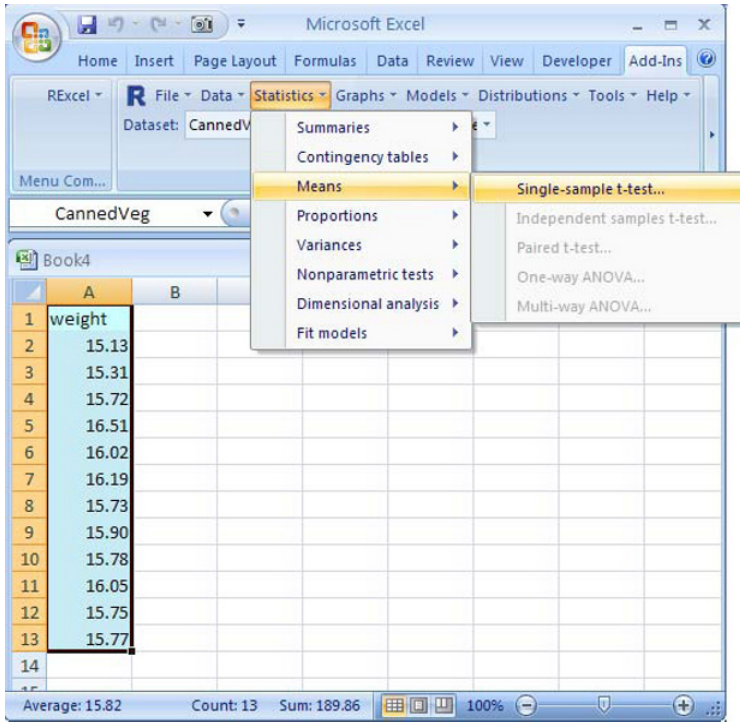 Microsoft Excel
Home Insert Page Layout Formulas Data Review View Developer Add-Ins
RExcel R File Data Statistics Graphs Models Distributions Tools Help
Dataset: CannedV
Menu Com...
Summaries
Contingency tables
Means
Proportions
Variances
Nonparametric tests
Dimensional analysis
Fit models
Single-sample t-test...
Independent samples t-test...
Paired t-test...
One-way ANOVA...
Multi-way ANOVA...
CannedVeg
Book4
A B
1 weight
2 15.13
3 15.31
4 15.72
5 16.51
6 16.02
7 16.19
8 15.73
9 15.90
10 15.78
11 16.05
12 15.75
13 15.77
14
Average: 15.82 Count: 13 Sum: 189.86 100%